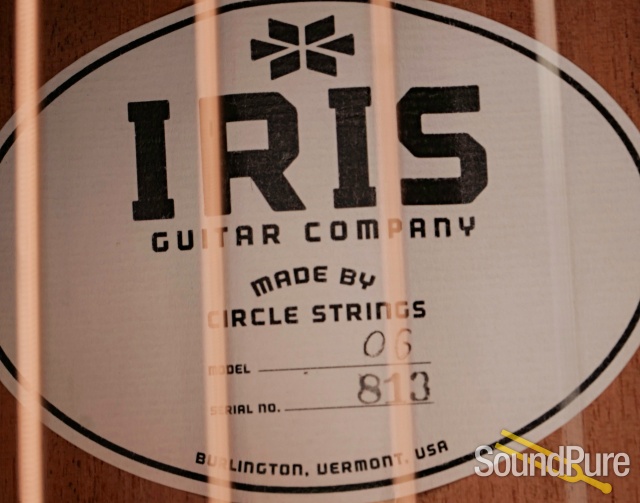 IRIS
GUITAR COMPANY
MADE BY
CIRCLE STRINGS
MODEL OG
SERIAL NO. 813
BURLINGTON, VERMONT, USA
SoundPure